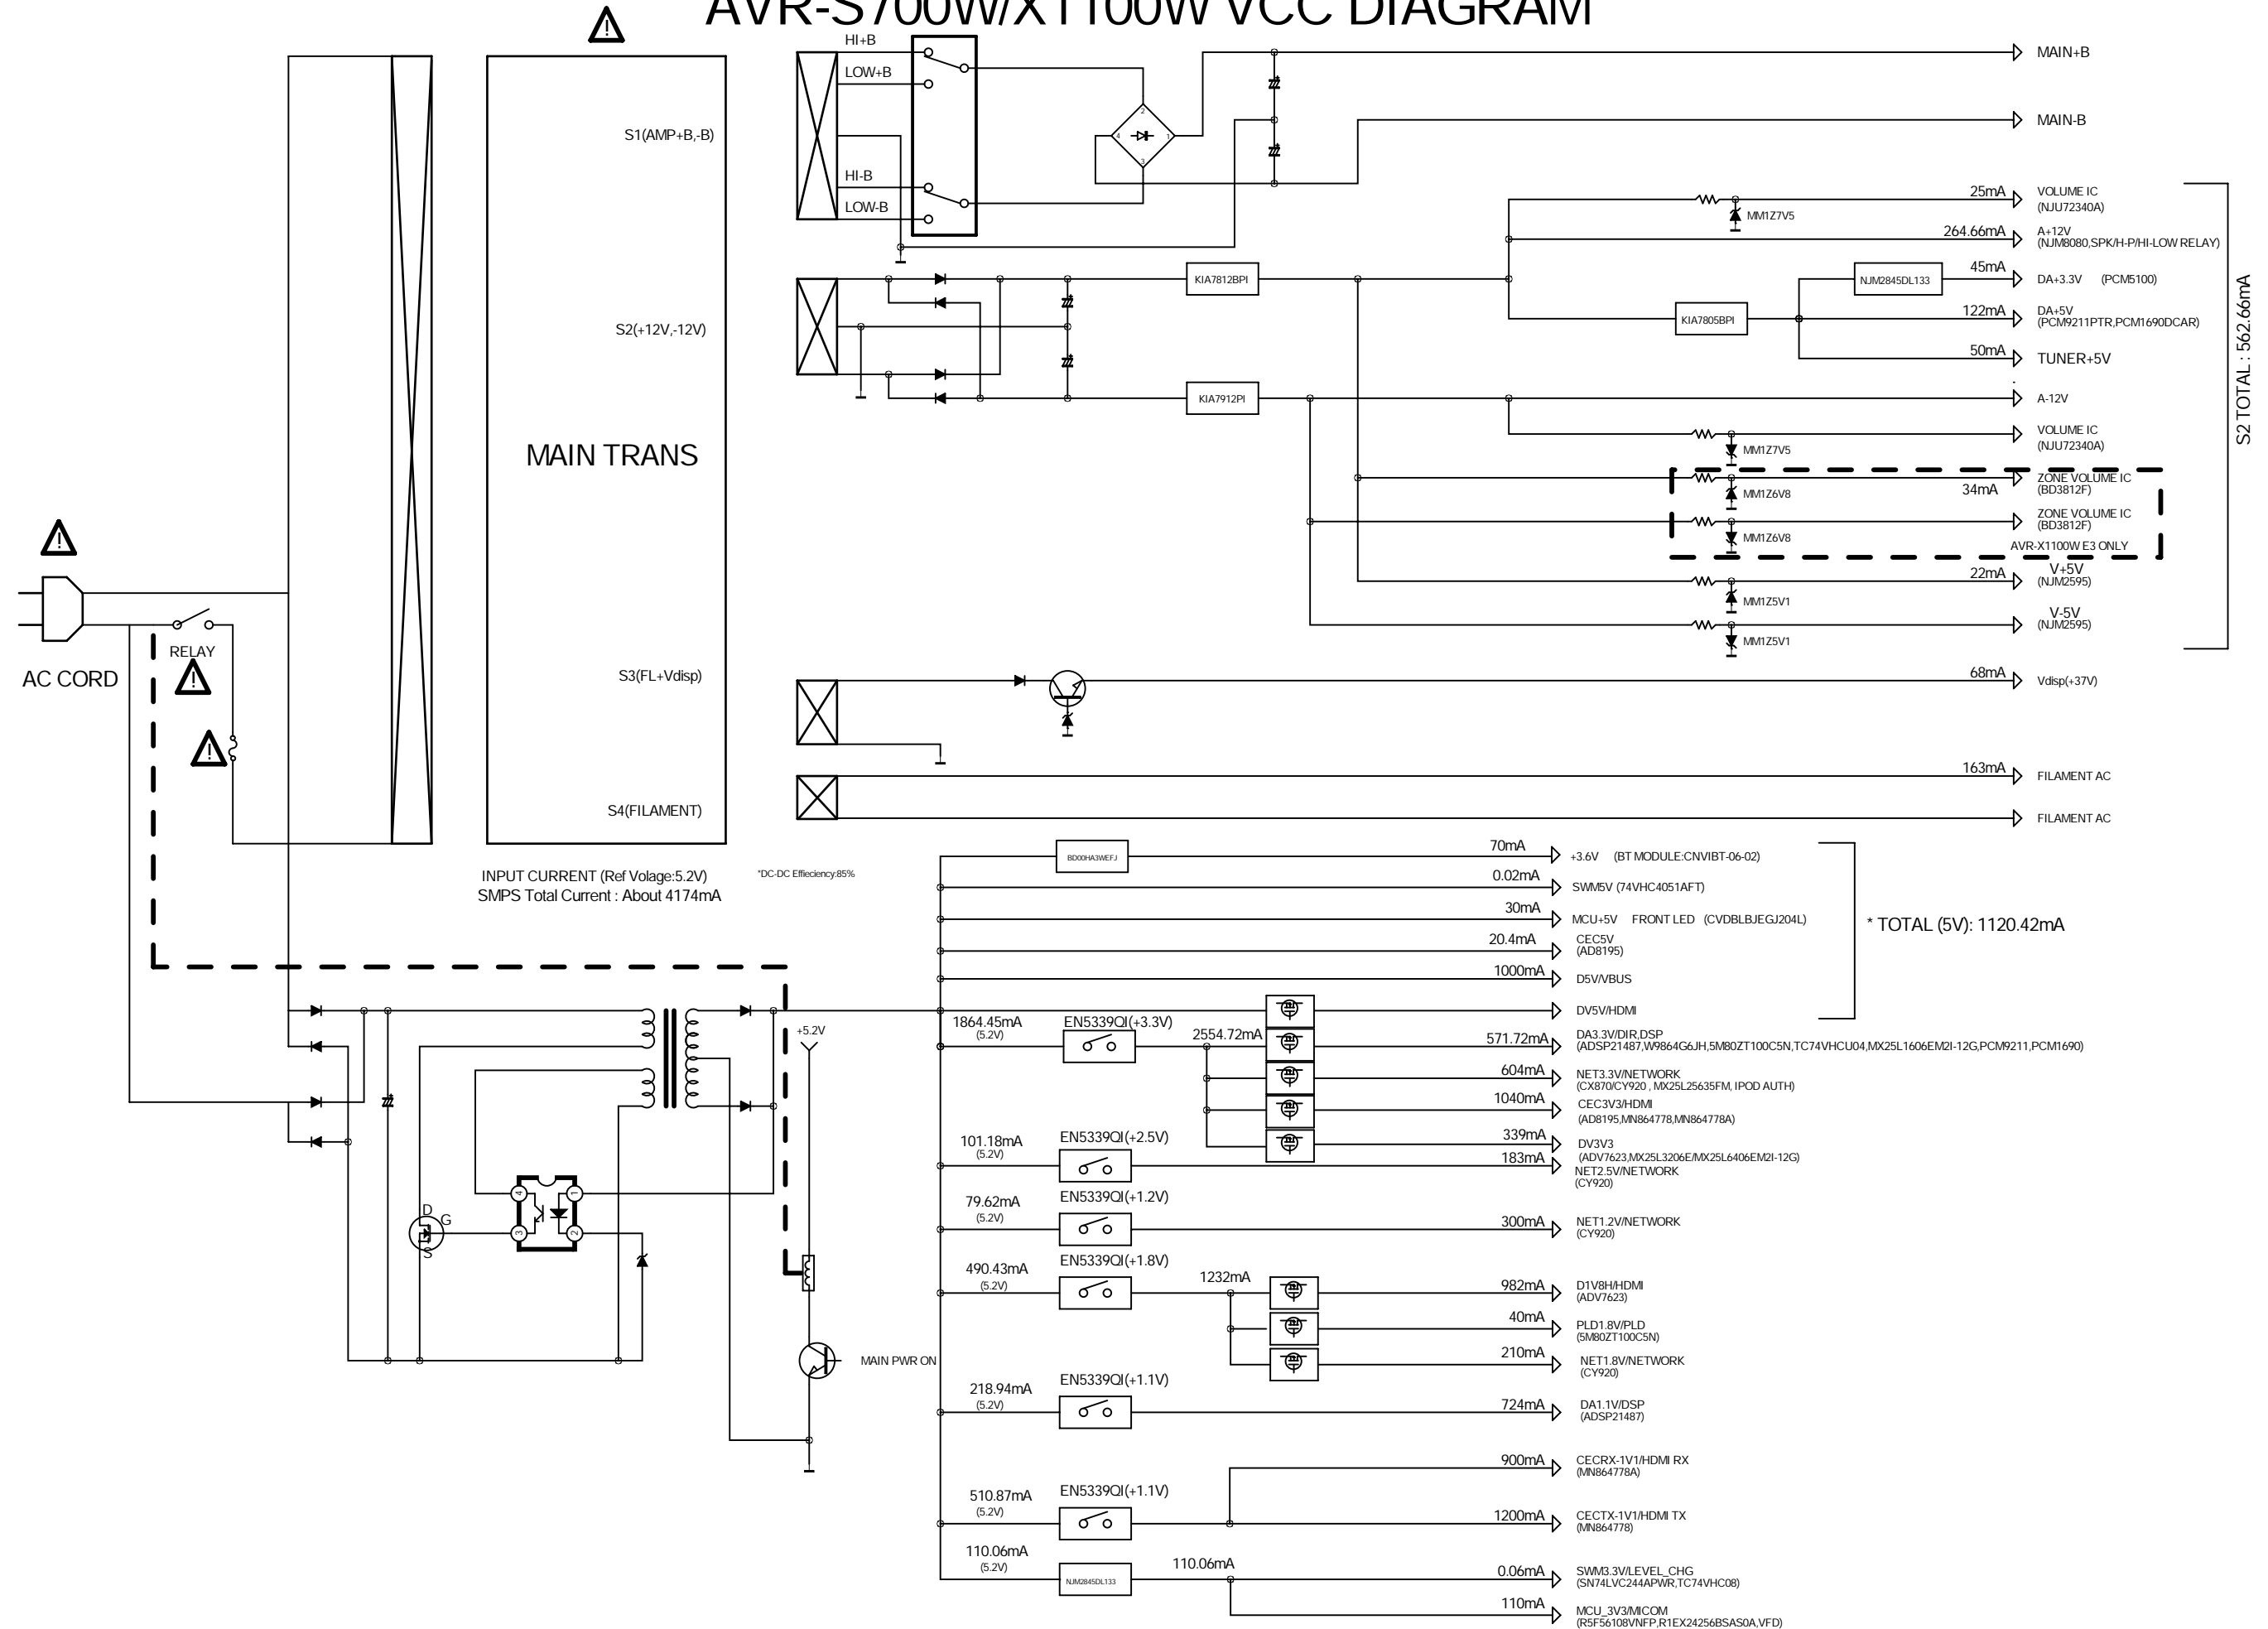 AVR-S700W/X1100W VCC DIAGRAM
HI+B
LOW+B
HI-B
LOW-B
2
4
1
3
MAIN+B
MAIN-B
S1(AMP+B,-B)
S2(+12V,-12V)
MAIN TRANS
S3(FL+Vdisp)
S4(FILAMENT)
25mA
VOLUME IC
(NJU72340A)
MM1Z7V5
264.66mA
A+12V
(NJM8080,SPK/H-P/HI-LOW RELAY)
KIA7812BPI
NJM2845DL133
45mA
DA+3.3V (PCM5100)
KIA7805BPI
122mA
DA+5V
(PCM9211PTR,PCM1690DCAR)
50mA
TUNER+5V
KIA7912PI
A-12V
VOLUME IC
(NJU72340A)
MM1Z7V5
34mA
ZONE VOLUME IC
(BD3812F)
MM1Z6V8
ZONE VOLUME IC
(BD3812F)
MM1Z6V8
AVR-X1100W E3 ONLY
22mA
V+5V
(NJM2595)
MM1Z5V1
V-5V
(NJM2595)
MM1Z5V1
S2 TOTAL : 562.66mA
AC CORD
RELAY
68mA
Vdisp(+37V)
163mA
FILAMENT AC
FILAMENT AC
INPUT CURRENT (Ref Volage:5.2V)
SMPS Total Current : About 4174mA
*DC-DC Effieciency:85%
BD00HA3WEFJ
70mA
+3.6V (BT MODULE:CNVIBT-06-02)
0.02mA
SWM5V (74VHC4051AFT)
30mA
MCU+5V FRONT LED (CVDBLBJEGJ204L)
20.4mA
CEC5V
(AD8195)
1000mA
D5V/VBUS
DV5V/HDMI
* TOTAL (5V): 1120.42mA
+5.2V
1864.45mA
(5.2V)
EN5339QI(+3.3V)
2554.72mA
571.72mA
DA3.3V/DIR,DSP
(ADSP21487,W9864G6JH,5M80ZT100C5N,TC74VHCU04,MX25L1606EM2I-12G,PCM9211,PCM1690)
604mA
NET3.3V/NETWORK
(CX870/CY920 , MX25L25635FM, IPOD AUTH)
1040mA
CEC3V3/HDMI
(AD8195,MN864778,MN864778A)
339mA
DV3V3
(ADV7623,MX25L3206E/MX25L6406EM2I-12G)
101.18mA
(5.2V)
EN5339QI(+2.5V)
183mA
NET2.5V/NETWORK
(CY920)
79.62mA
(5.2V)
EN5339QI(+1.2V)
300mA
NET1.2V/NETWORK
(CY920)
D
G
S
4
1
3
2
490.43mA
(5.2V)
EN5339QI(+1.8V)
1232mA
982mA
D1V8H/HDMI
(ADV7623)
40mA
PLD1.8V/PLD
(5M80ZT100C5N)
210mA
NET1.8V/NETWORK
(CY920)
MAIN PWR ON
218.94mA
(5.2V)
EN5339QI(+1.1V)
724mA
DA1.1V/DSP
(ADSP21487)
900mA
CECRX-1V1/HDMI RX
(MN864778A)
510.87mA
(5.2V)
EN5339QI(+1.1V)
1200mA
CECTX-1V1/HDMI TX
(MN864778)
110.06mA
(5.2V)
NJM2845DL133
110.06mA
0.06mA
SWM3.3V/LEVEL_CHG
(SN74LVC244APWR,TC74VHC08)
110mA
MCU_3V3/MICOM
(R5F56108VNFP,R1EX24256BSAS0A,VFD)